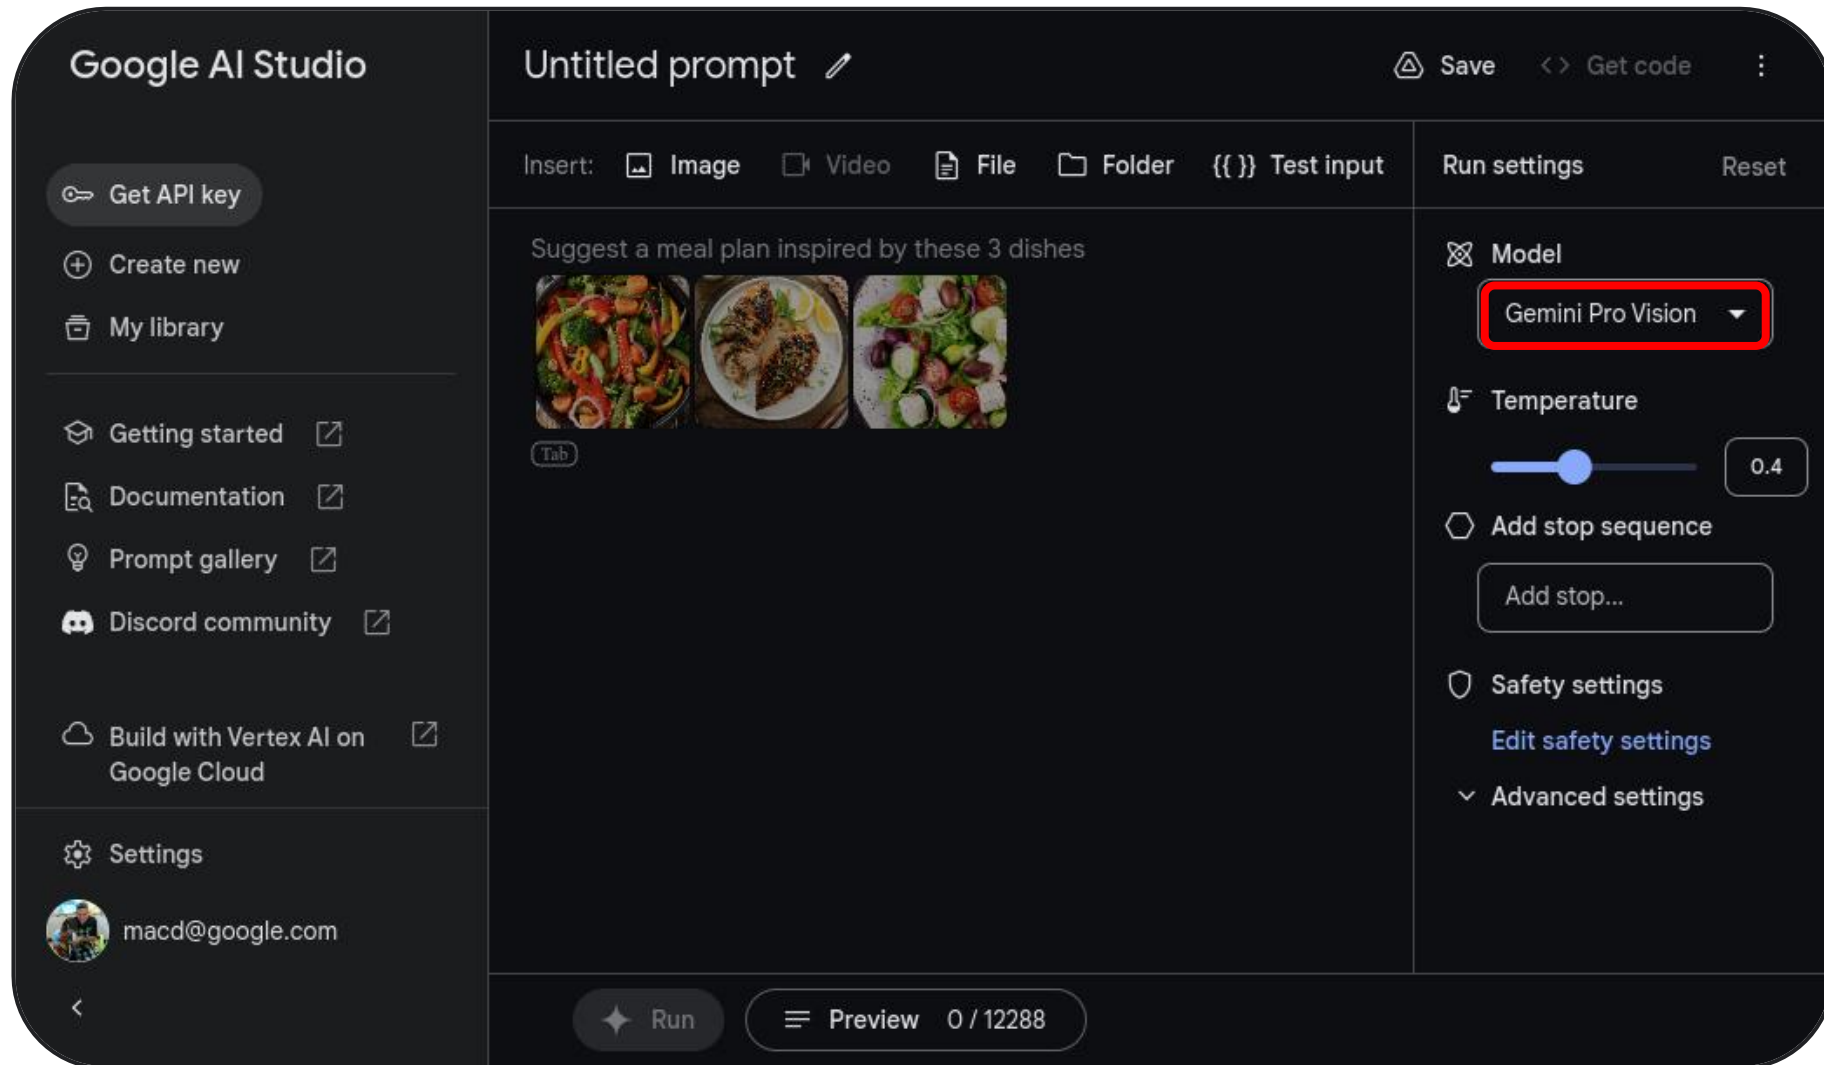 Google AI Studio
Get API key
Create new
My library
Getting started
Documentation
Prompt gallery
Discord community
Build with Vertex AI on
Google Cloud
Settings
macd@google.com
Untitled prompt
Save
<> Get code
Insert: Image Video File Folder {{ }} Test input
Suggest a meal plan inspired by these 3 dishes
Tab
Run
Preview 0 / 12288
Run settings Reset
Model
Gemini Pro Vision
Temperature
0.4
Add stop sequence
Add stop...
Safety settings
Edit safety settings
Advanced settings